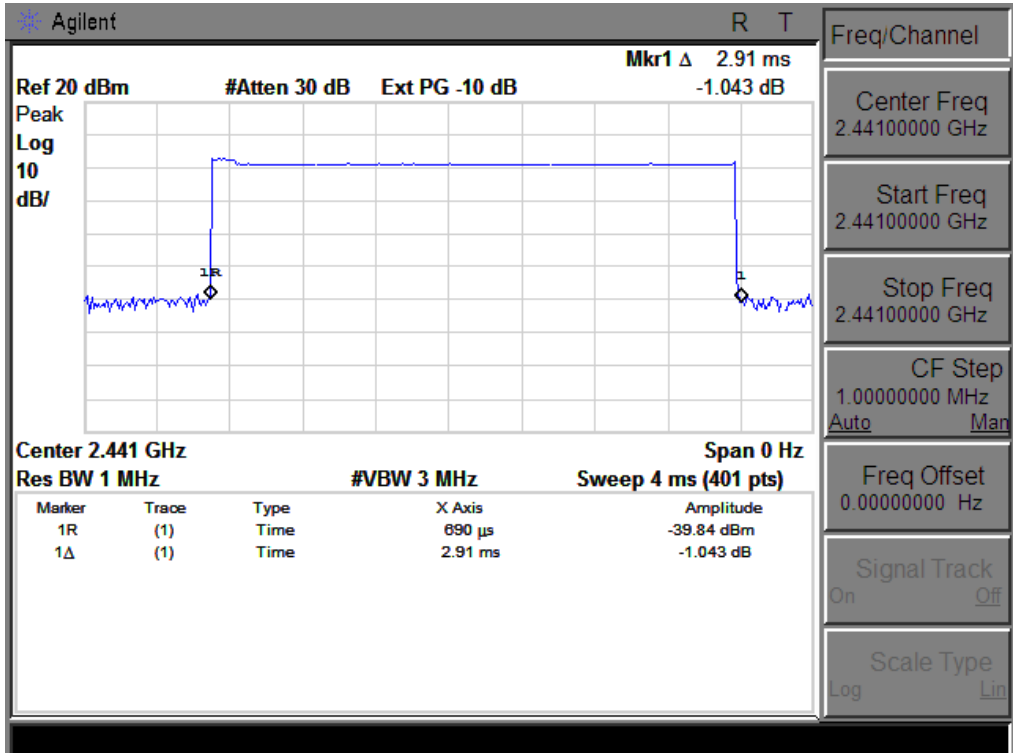 Agilent R T
Mkr1 Δ 2.91 ms
Ref 20 dBm #Atten 30 dB Ext PG -10 dB -1.043 dB
Peak
Log
10
dB/
1R
1
Center 2.441 GHz Span 0 Hz
Res BW 1 MHz #VBW 3 MHz Sweep 4 ms (401 pts)
Marker Trace Type X Axis Amplitude
1R (1) Time 690 µs -39.84 dBm
1Δ (1) Time 2.91 ms -1.043 dB
Freq/Channel
Center Freq
2.44100000 GHz
Start Freq
2.44100000 GHz
Stop Freq
2.44100000 GHz
CF Step
1.00000000 MHz
Auto Man
Freq Offset
0.00000000 Hz
Signal Track
On Off
Scale Type
Log Lin